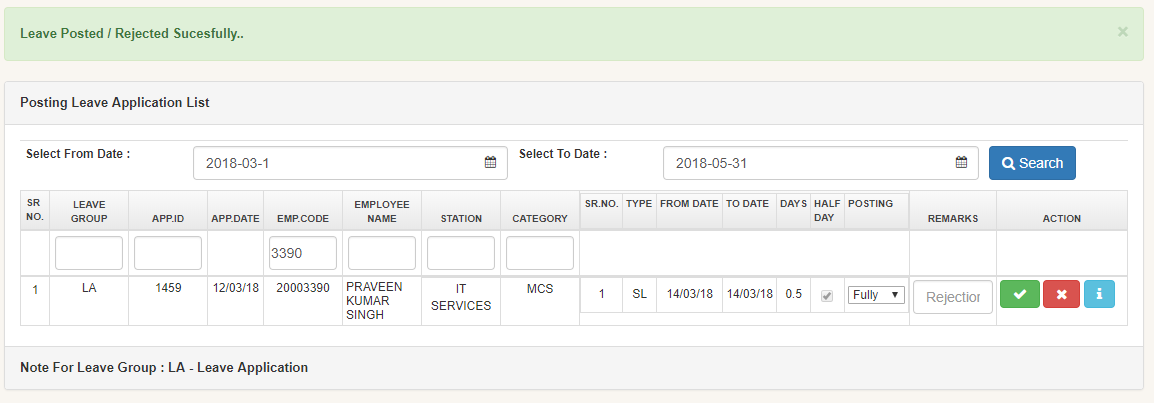 Leave Posted / Rejected Sucesfully..
×
Posting Leave Application List
Select From Date :
2018-03-1
Select To Date :
2018-05-31
Search
SR NO. LEAVE GROUP APP.ID APP.DATE EMP.CODE EMPLOYEE NAME STATION CATEGORY SR.NO. TYPE FROM DATE TO DATE DAYS HALF DAY POSTING REMARKS ACTION
3390
1 LA 1459 12/03/18 20003390 PRAVEEN KUMAR SINGH IT SERVICES MCS 1 SL 14/03/18 14/03/18 0.5 Fully Rejection
Note For Leave Group : LA - Leave Application